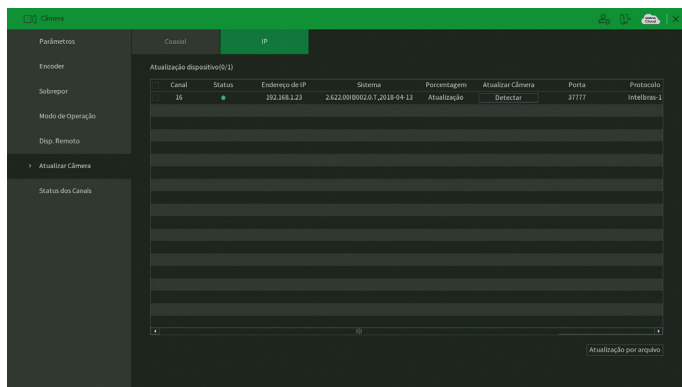 Câmera
Intelbras Cloud
Parâmetros
Encoder
Sobrepor
Modo de Operação
Disp. Remoto
Atualizar Câmera
Status dos Canais
Coaxial IP
Atualização dispositivo(0/1)
Canal Status Endereço de IP Sistema Porcentagem Atualizar Câmera Porta Protocolo
16 192.168.1.23 2.622.00IB002.0.T,2018-04-13 Atualização Detectar 37777 Intelbras-1
Atualização por arquivo